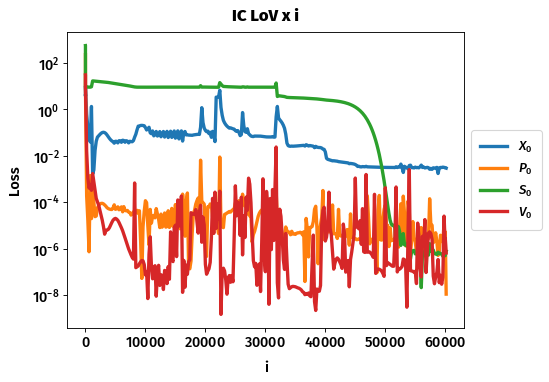 IC LoV x i
Loss
10²
10⁰
10⁻²
10⁻⁴
10⁻⁶
10⁻⁸
0 10000 20000 30000 40000 50000 60000
i
X₀
P₀
S₀
V₀